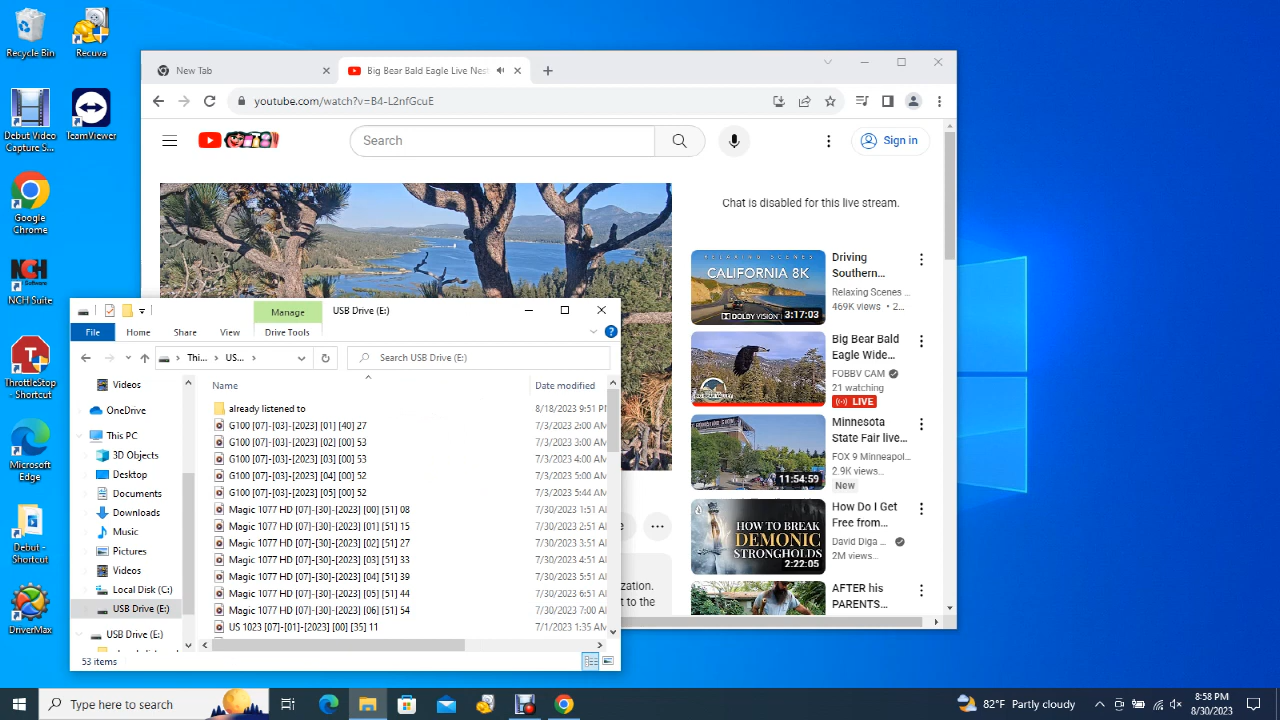 Recycle Bin
Recuva
Debut Video
Capture S...
TeamViewer
Google
Chrome
NCH Suite
ThrottleStop
- Shortcut
Microsoft
Edge
Debut -
Shortcut
DriverMax
New Tab
Big Bear Bald Eagle Live Nest
youtube.com/watch?v=B4-L2nfGcuE
Search
Sign in
Chat is disabled for this live stream.
RELAXING SCENES
CALIFORNIA 8K
DOLBY VISION
3:17:03
Driving
Southern...
Relaxing Scenes ...
469K views • 2...
Big Bear Bald
Eagle Wide...
FOBBV CAM
21 watching
LIVE
11:54:59
Minnesota
State Fair live...
FOX 9 Minneapol...
2.9K views...
New
HOW TO BREAK
DEMONIC
STRONGHOLDS
2:22:05
How Do I Get
Free from...
David Diga ...
2M views...
AFTER his
PARENTS...
zation.
t to the
Manage
USB Drive (E:)
File
Home
Share
View
Drive Tools
Thi...
US...
Search USB Drive (E:)
Videos
OneDrive
This PC
3D Objects
Desktop
Documents
Downloads
Music
Pictures
Videos
Local Disk (C:)
USB Drive (E:)
USB Drive (E:)
Name
Date modified
already listened to
8/18/2023 9:51 P
G100 [07]-[03]-[2023] [01] [40] 27
7/3/2023 2:00 AM
G100 [07]-[03]-[2023] [02] [00] 53
7/3/2023 3:00 AM
G100 [07]-[03]-[2023] [03] [00] 53
7/3/2023 4:00 AM
G100 [07]-[03]-[2023] [04] [00] 52
7/3/2023 5:00 AM
G100 [07]-[03]-[2023] [05] [00] 52
7/3/2023 5:44 AM
Magic 1077 HD [07]-[30]-[2023] [00] [51] 08
7/30/2023 1:51 AM
Magic 1077 HD [07]-[30]-[2023] [01] [51] 15
7/30/2023 2:51 AM
Magic 1077 HD [07]-[30]-[2023] [02] [51] 27
7/30/2023 3:51 AM
Magic 1077 HD [07]-[30]-[2023] [03] [51] 33
7/30/2023 4:51 AM
Magic 1077 HD [07]-[30]-[2023] [04] [51] 39
7/30/2023 5:51 AM
Magic 1077 HD [07]-[30]-[2023] [05] [51] 44
7/30/2023 6:51 AM
Magic 1077 HD [07]-[30]-[2023] [06] [51] 54
7/30/2023 7:00 AM
US 1023 [07]-[01]-[2023] [00] [35] 11
7/1/2023 1:35 AM
53 items
Type here to search
82°F Partly cloudy
8:58 PM
8/30/2023